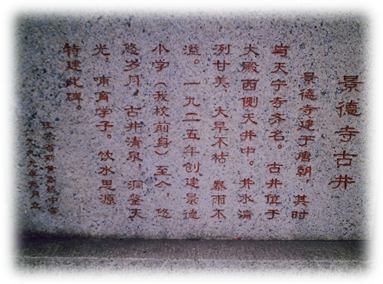 景德寺古井
景德寺建于唐朝，其时
与天宁寺齐名。古井位于
大殿西侧天井中。井水清
冽甘美，大旱不枯，暴雨不
溢。一九二五年创建景德
小学（我校前身）至今，悠
悠岁月，古井清泉，洞鉴天
光，哺育学子。饮水思源，
特建此碑。